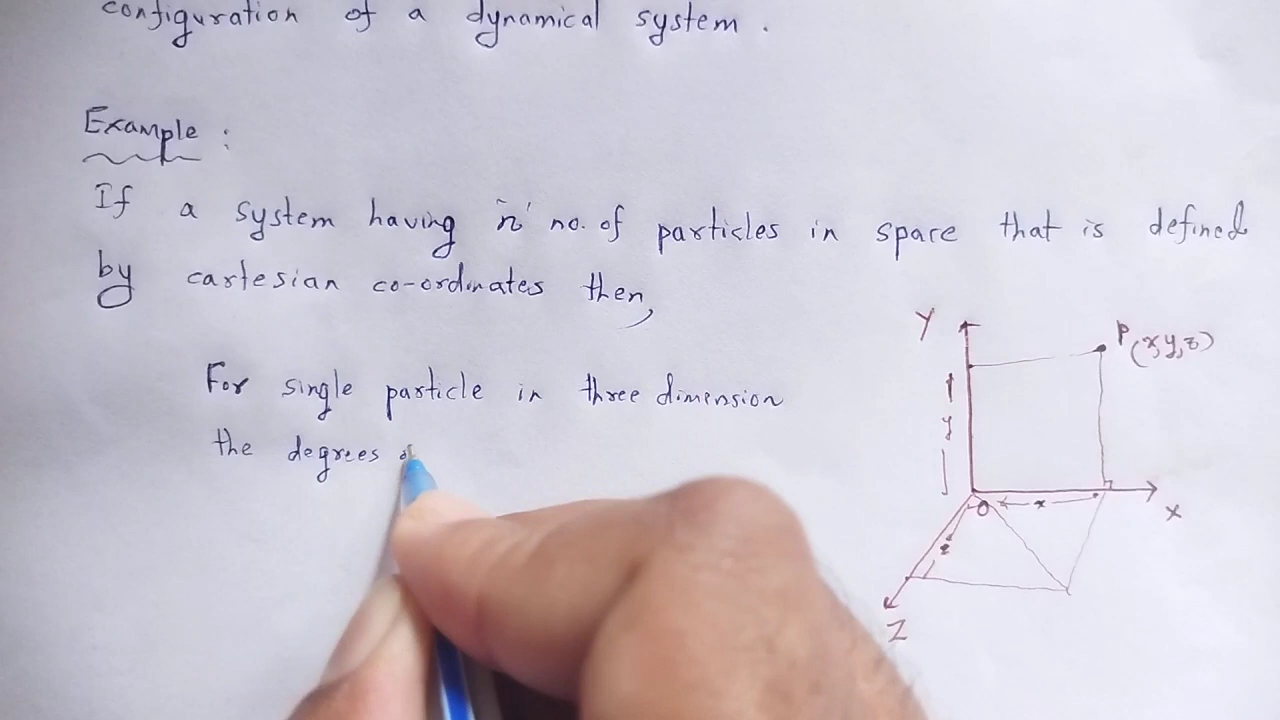 configuration of a dynamical system.
Example:
If a system having 'n' no. of particles in space that is defined
by cartesian co-ordinates then,
For single particle in three dimension
the degrees o
Y
P(x,y,z)
y
O
x
X
z
Z